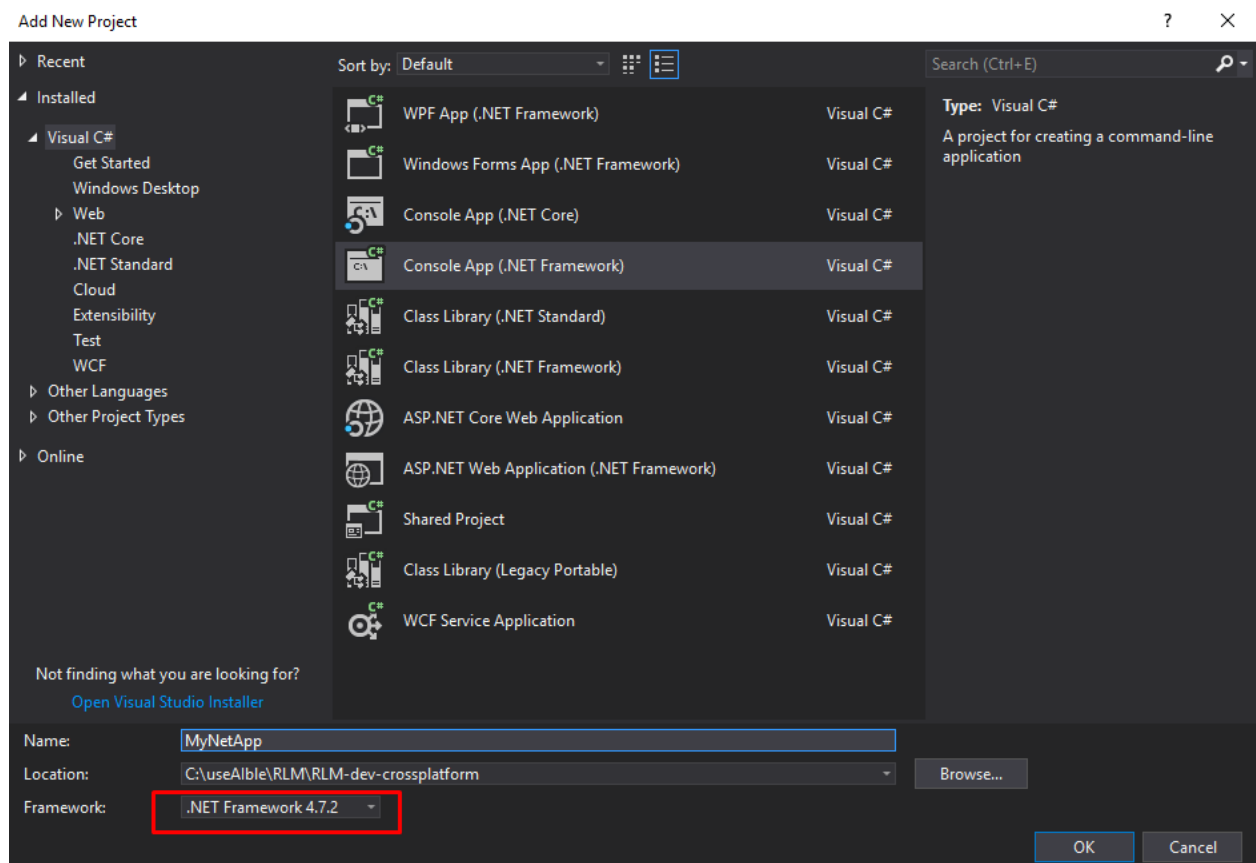 Add New Project
?
Recent
Installed
Visual C#
Get Started
Windows Desktop
Web
.NET Core
.NET Standard
Cloud
Extensibility
Test
WCF
Other Languages
Other Project Types
Online
Not finding what you are looking for?
Open Visual Studio Installer
Sort by: Default
WPF App (.NET Framework) Visual C#
Windows Forms App (.NET Framework) Visual C#
Console App (.NET Core) Visual C#
Console App (.NET Framework) Visual C#
Class Library (.NET Standard) Visual C#
Class Library (.NET Framework) Visual C#
ASP.NET Core Web Application Visual C#
ASP.NET Web Application (.NET Framework) Visual C#
Shared Project Visual C#
Class Library (Legacy Portable) Visual C#
WCF Service Application Visual C#
Search (Ctrl+E)
Type: Visual C#
A project for creating a command-line
application
Name: MyNetApp
Location: C:\useAIble\RLM\RLM-dev-crossplatform Browse...
Framework: .NET Framework 4.7.2
OK Cancel